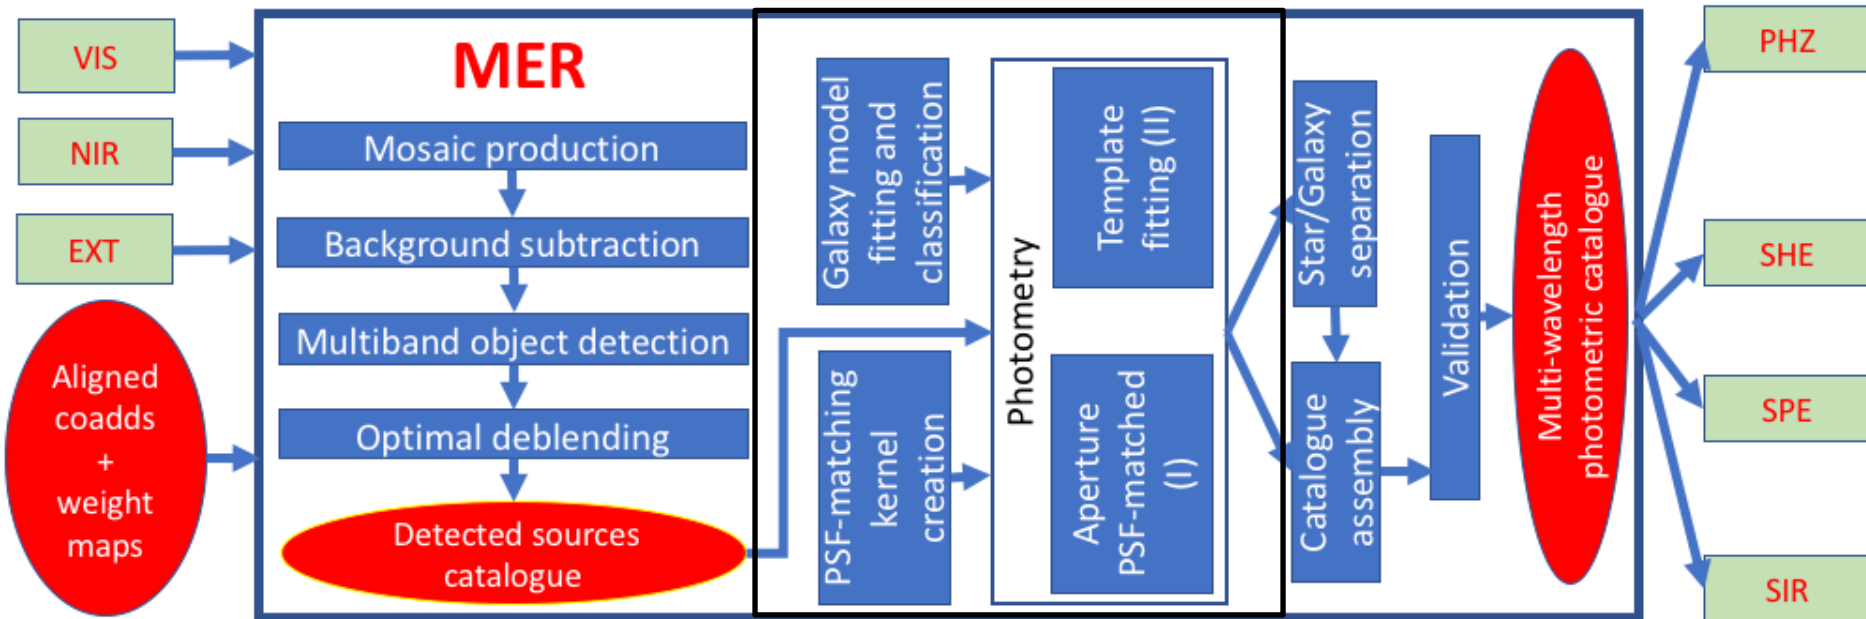 VIS
NIR
EXT
Aligned
coadds
+
weight
maps
MER
Mosaic production
Background subtraction
Multiband object detection
Optimal deblending
Detected sources
catalogue
Galaxy model
fitting and
classification
PSF-matching
kernel
creation
Photometry
Template
fitting (II)
Aperture
PSF-matched
(I)
Star/Galaxy
separation
Catalogue
assembly
Validation
Multi-wavelength
photometric catalogue
PHZ
SHE
SPE
SIR